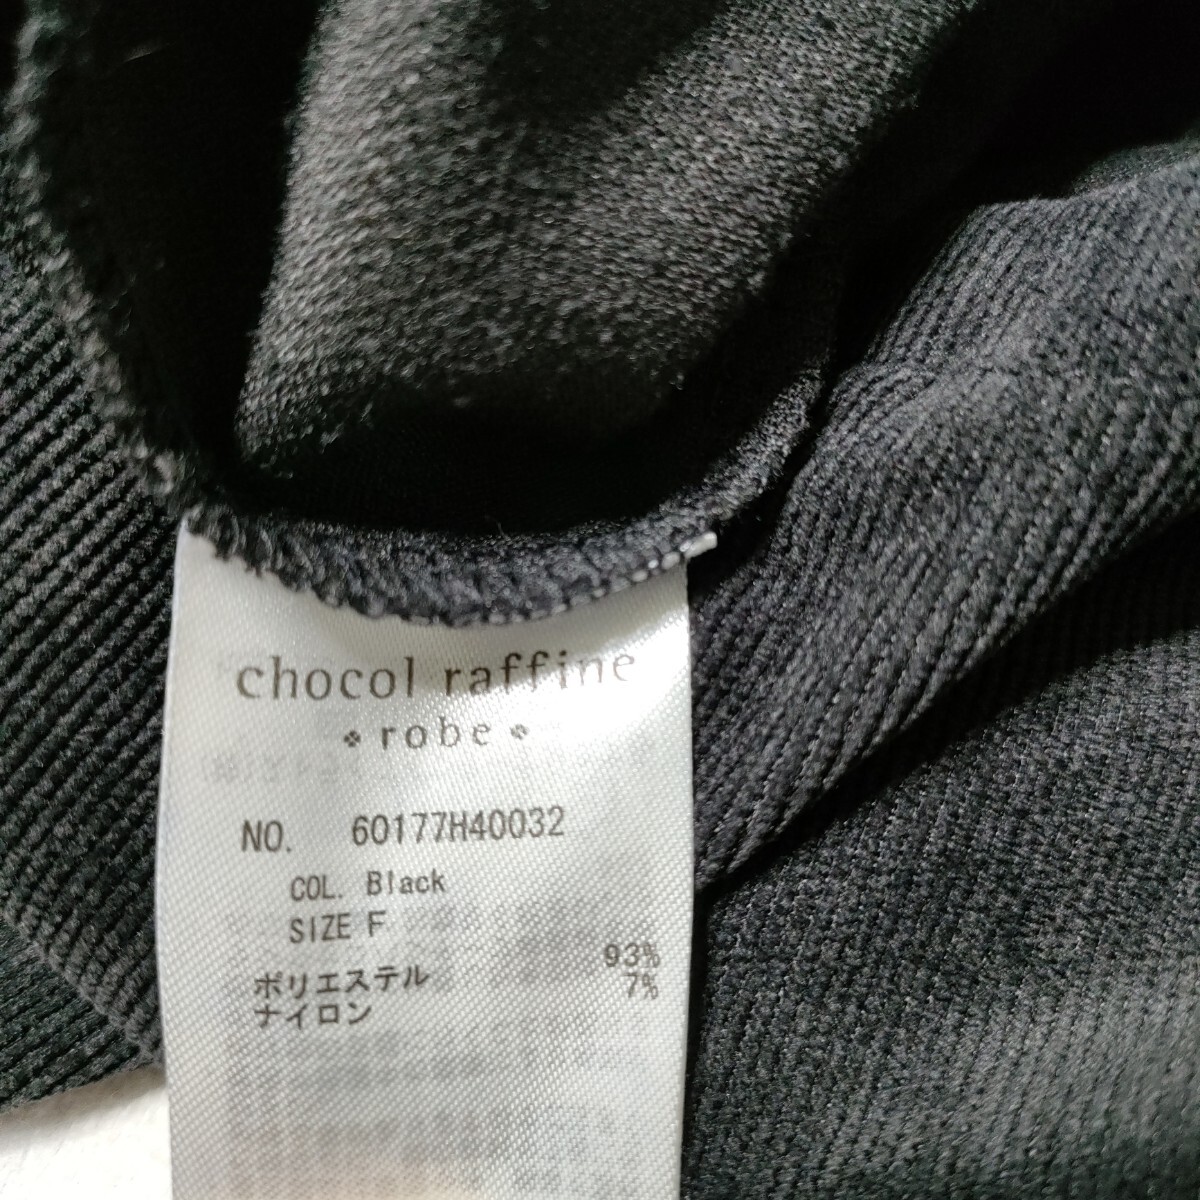 chocol raffine
robe
NO. 60177H40032
COL. Black
SIZE F
ポリエステル 93%
ナイロン 7%